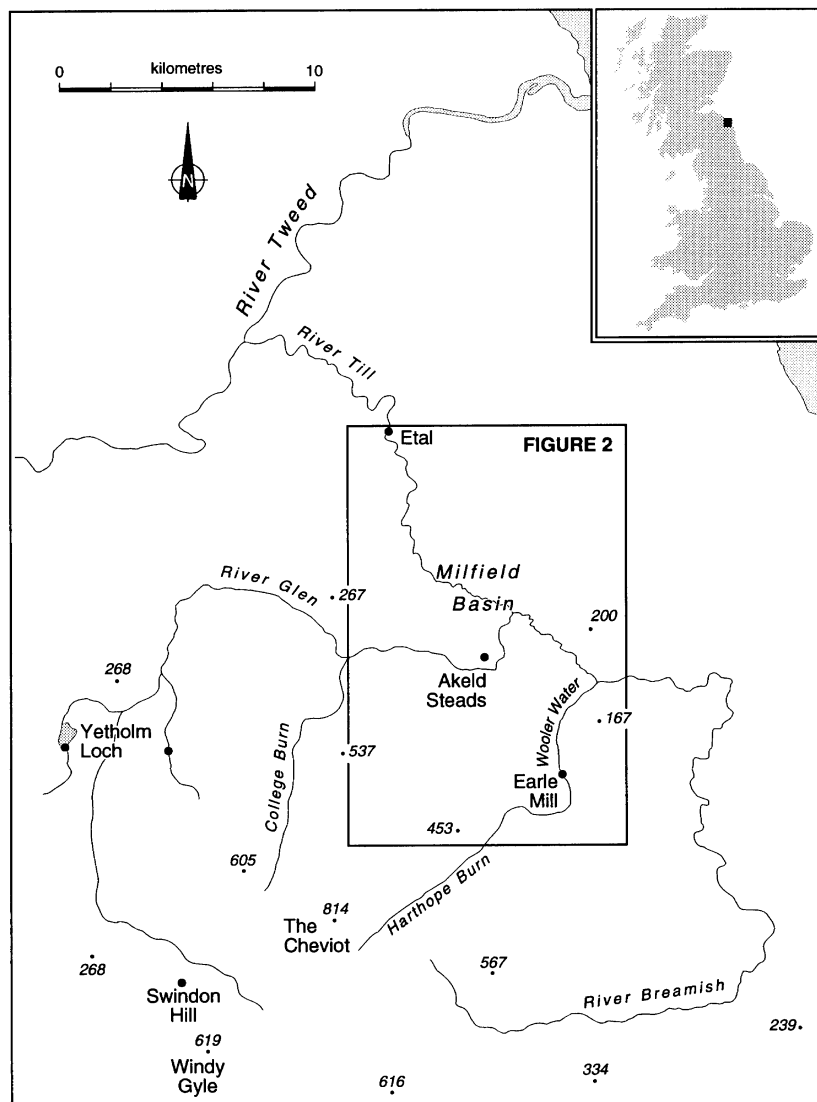 0 kilometres 10
N
River Tweed
River Till
Etal
FIGURE 2
Milfield
Basin
River Glen
267
200
268
Akeld
Steads
Wooler Water
167
Yetholm
Loch
537
College Burn
Earle
Mill
453
605
Harthope Burn
814
The
Cheviot
268
567
Swindon
Hill
River Breamish
239
619
Windy
Gyle
616
334